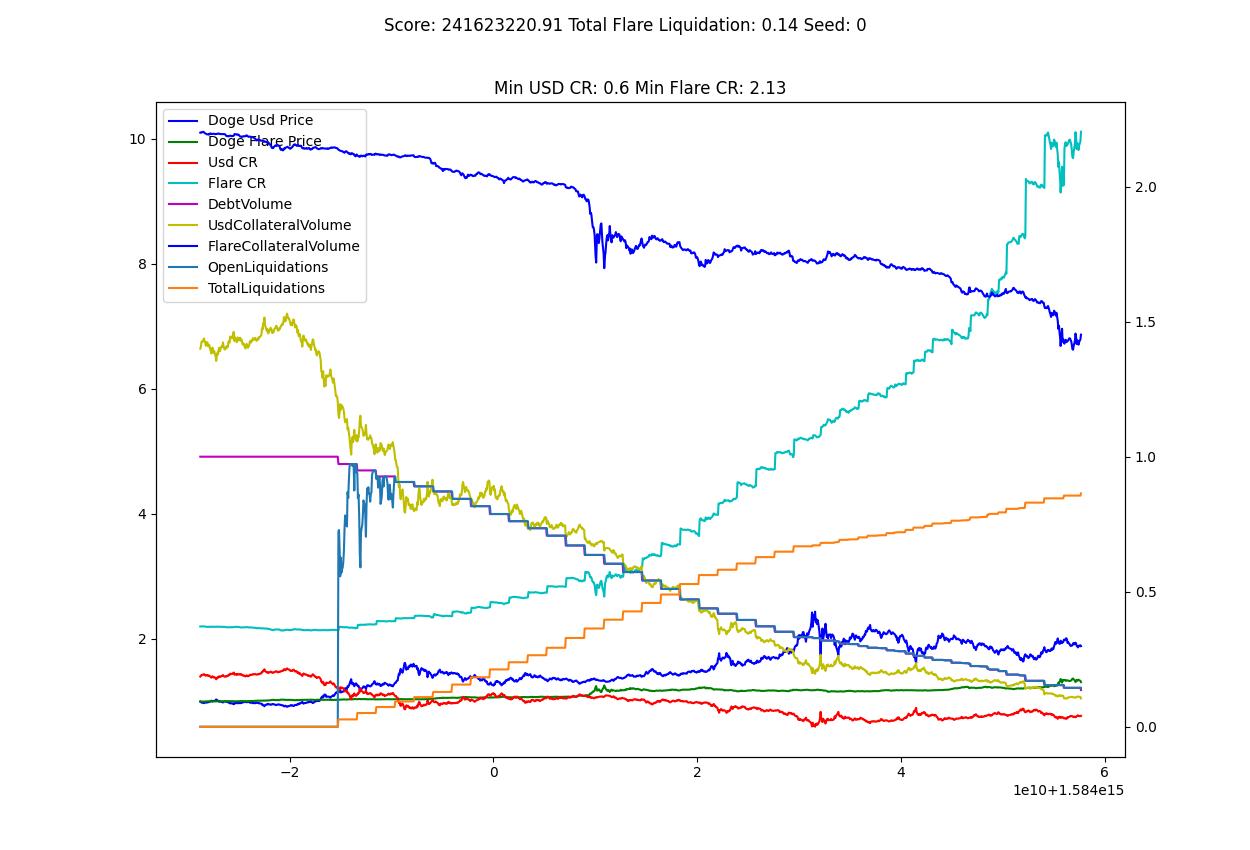 Score: 241623220.91 Total Flare Liquidation: 0.14 Seed: 0
Min USD CR: 0.6 Min Flare CR: 2.13
Doge Usd Price
Doge Flare Price
Usd CR
Flare CR
DebtVolume
UsdCollateralVolume
FlareCollateralVolume
OpenLiquidations
TotalLiquidations
10
8
6
4
2
2.0
1.5
1.0
0.5
0.0
−2
0
2
4
6
1e10+1.584e15